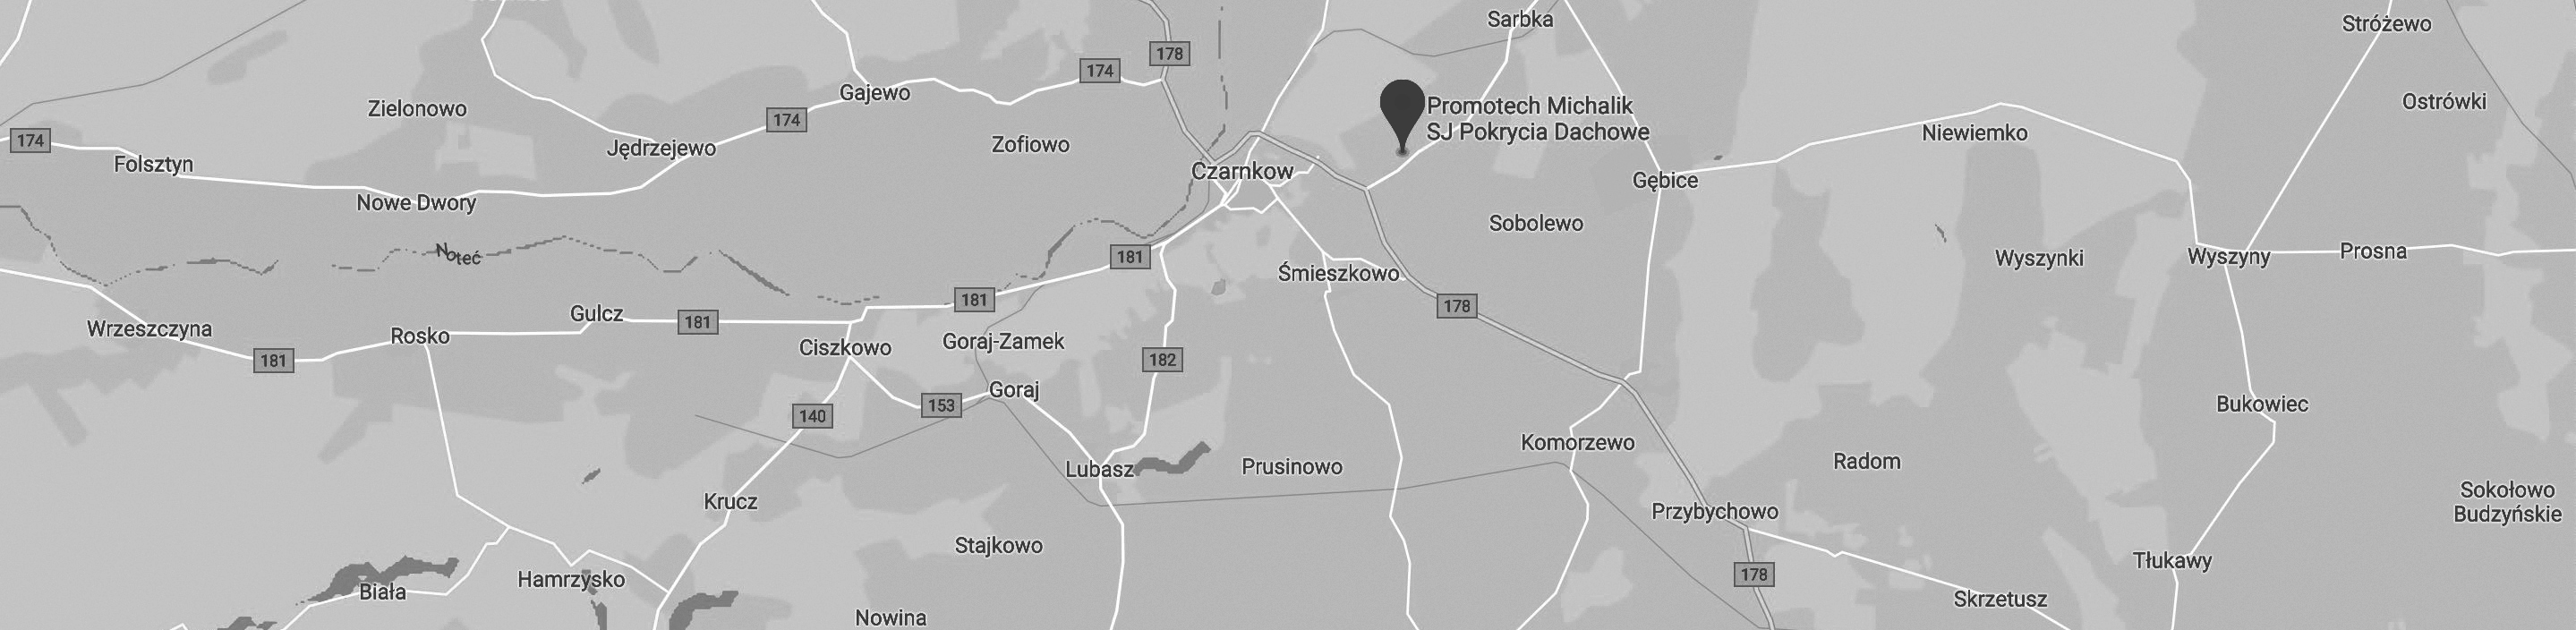 Sarbka
Stróżewo
178
174
Gajewo
Zielonowo
174
Ostrówki
Promotech Michalik
SJ Pokrycia Dachowe
Niewiemko
174
Jędrzejewo
Zofiowo
Folsztyn
Czarnkow
Gębice
Nowe Dwory
Sobolewo
Noteć
181
Wyszynki
Wyszyny
Prosna
Śmieszkowo
181
178
Gulcz
181
Wrzeszczyna
Rosko
Goraj-Zamek
Ciszkowo
181
182
Goraj
153
140
Bukowiec
Komorzewo
Radom
Lubasz
Prusinowo
Krucz
Sokołowo
Budzyńskie
Przybychowo
Stajkowo
Tłukawy
178
Hamrzysko
Biała
Skrzetusz
Nowina